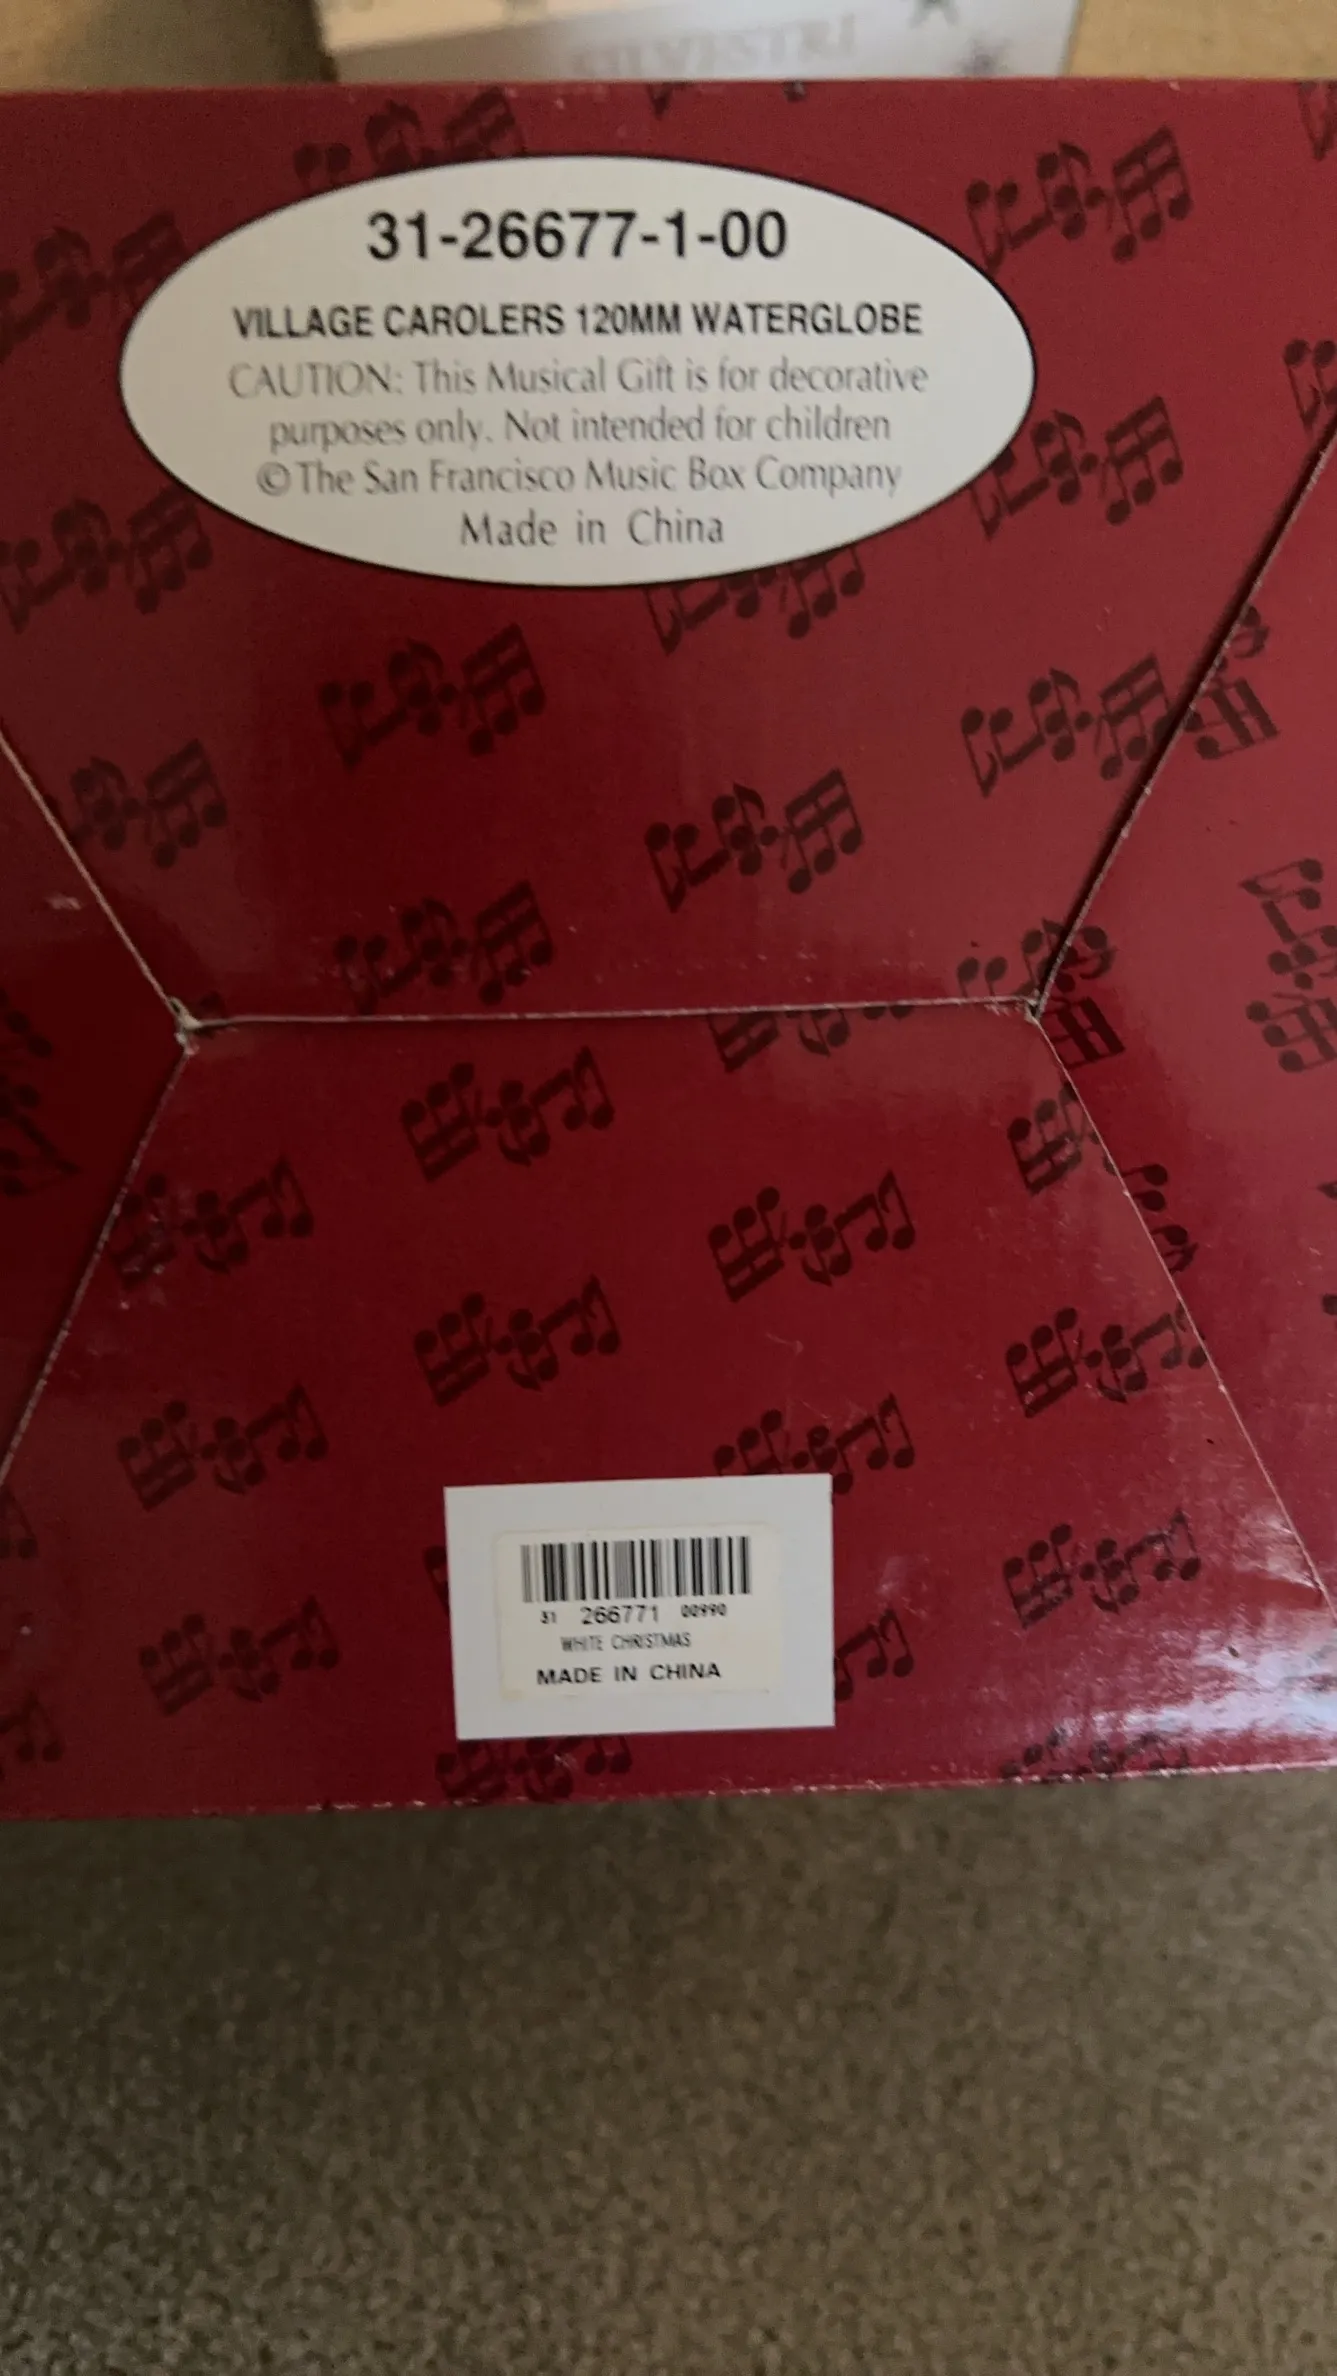 SILVESTRI
31-26677-1-00
VILLAGE CAROLERS 120MM WATERGLOBE
CAUTION: This Musical Gift is for decorative
purposes only. Not intended for children
©The San Francisco Music Box Company
Made in China
31 266771 00990
WHITE CHRISTMAS
MADE IN CHINA